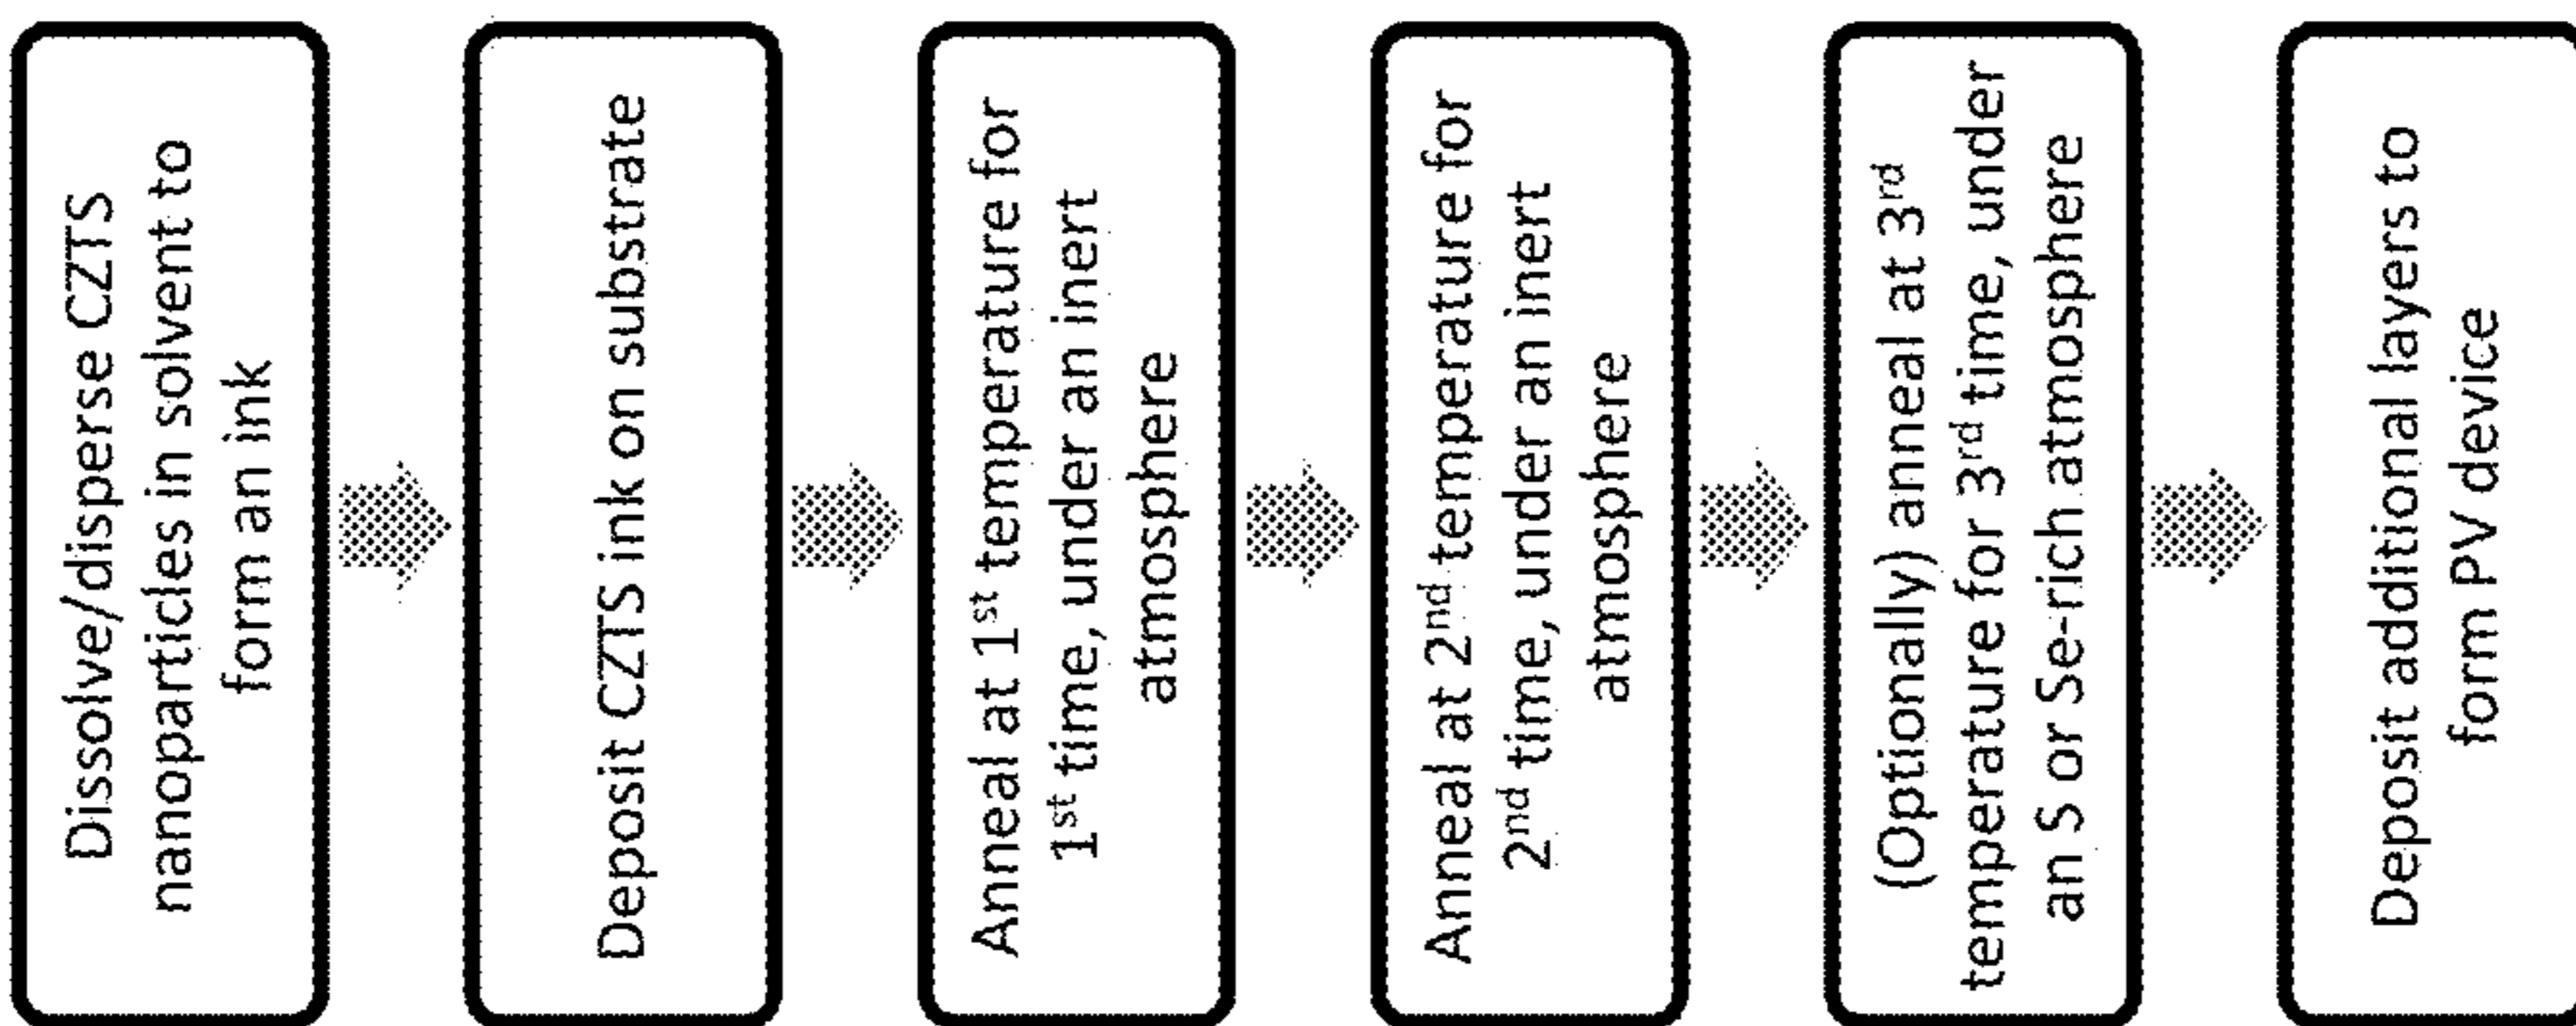 Dissolve/disperse CZTS
nanoparticles in solvent to
form an ink
Deposit CZTS ink on substrate
Anneal at 1st temperature for
1st time, under an inert
atmosphere
Anneal at 2nd temperature for
2nd time, under an inert
atmosphere
(Optionally) anneal at 3rd
temperature for 3rd time, under
an S or Se-rich atmosphere
Deposit additional layers to
form PV device